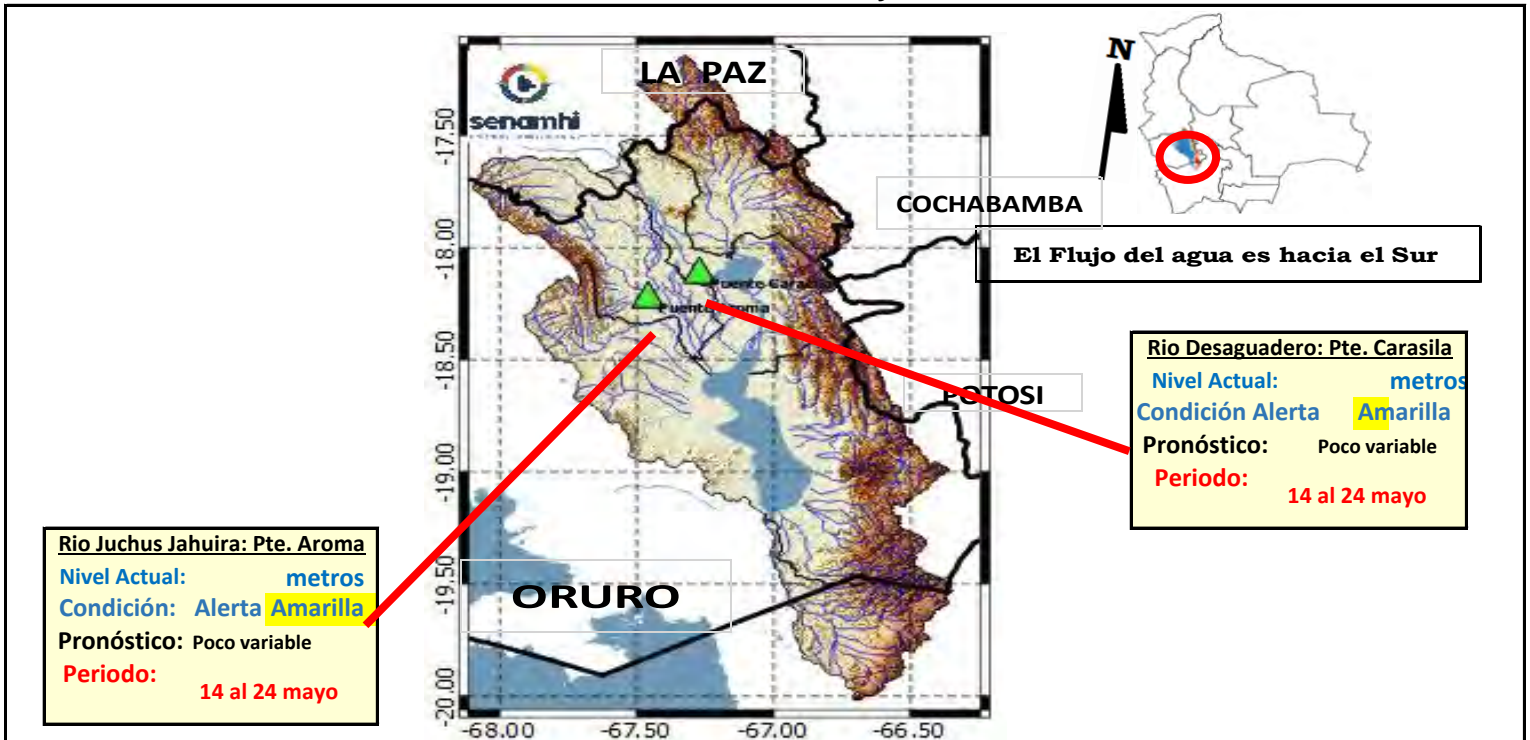 LA PAZ
senamhi
N
COCHABAMBA
El Flujo del agua es hacia el Sur
POTOSI
ORURO
Puente Aroma
Rio Desaguadero: Pte. Carasila
Nivel Actual: metros
Condición Alerta Amarilla
Pronóstico: Poco variable
Periodo:
14 al 24 mayo
Rio Juchus Jahuira: Pte. Aroma
Nivel Actual: metros
Condición: Alerta Amarilla
Pronóstico: Poco variable
Periodo:
14 al 24 mayo
-17.50
-18.00
-18.50
-19.00
-19.50
-20.00
-68.00 -67.50 -67.00 -66.50